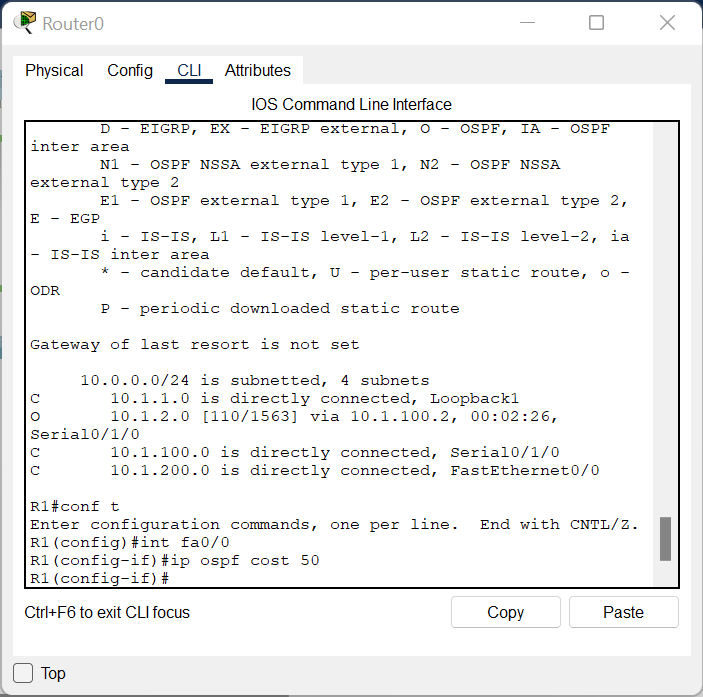 Router0
Physical Config CLI Attributes
IOS Command Line Interface
D - EIGRP, EX - EIGRP external, O - OSPF, IA - OSPF
inter area
N1 - OSPF NSSA external type 1, N2 - OSPF NSSA
external type 2
E1 - OSPF external type 1, E2 - OSPF external type 2,
E - EGP
i - IS-IS, L1 - IS-IS level-1, L2 - IS-IS level-2, ia
- IS-IS inter area
* - candidate default, U - per-user static route, o -
ODR
P - periodic downloaded static route
Gateway of last resort is not set
10.0.0.0/24 is subnetted, 4 subnets
C 10.1.1.0 is directly connected, Loopback1
O 10.1.2.0 [110/1563] via 10.1.100.2, 00:02:26,
Serial0/1/0
C 10.1.100.0 is directly connected, Serial0/1/0
C 10.1.200.0 is directly connected, FastEthernet0/0
R1#conf t
Enter configuration commands, one per line. End with CNTL/Z.
R1(config)#int fa0/0
R1(config-if)#ip ospf cost 50
R1(config-if)#
Ctrl+F6 to exit CLI focus
Copy
Paste
Top